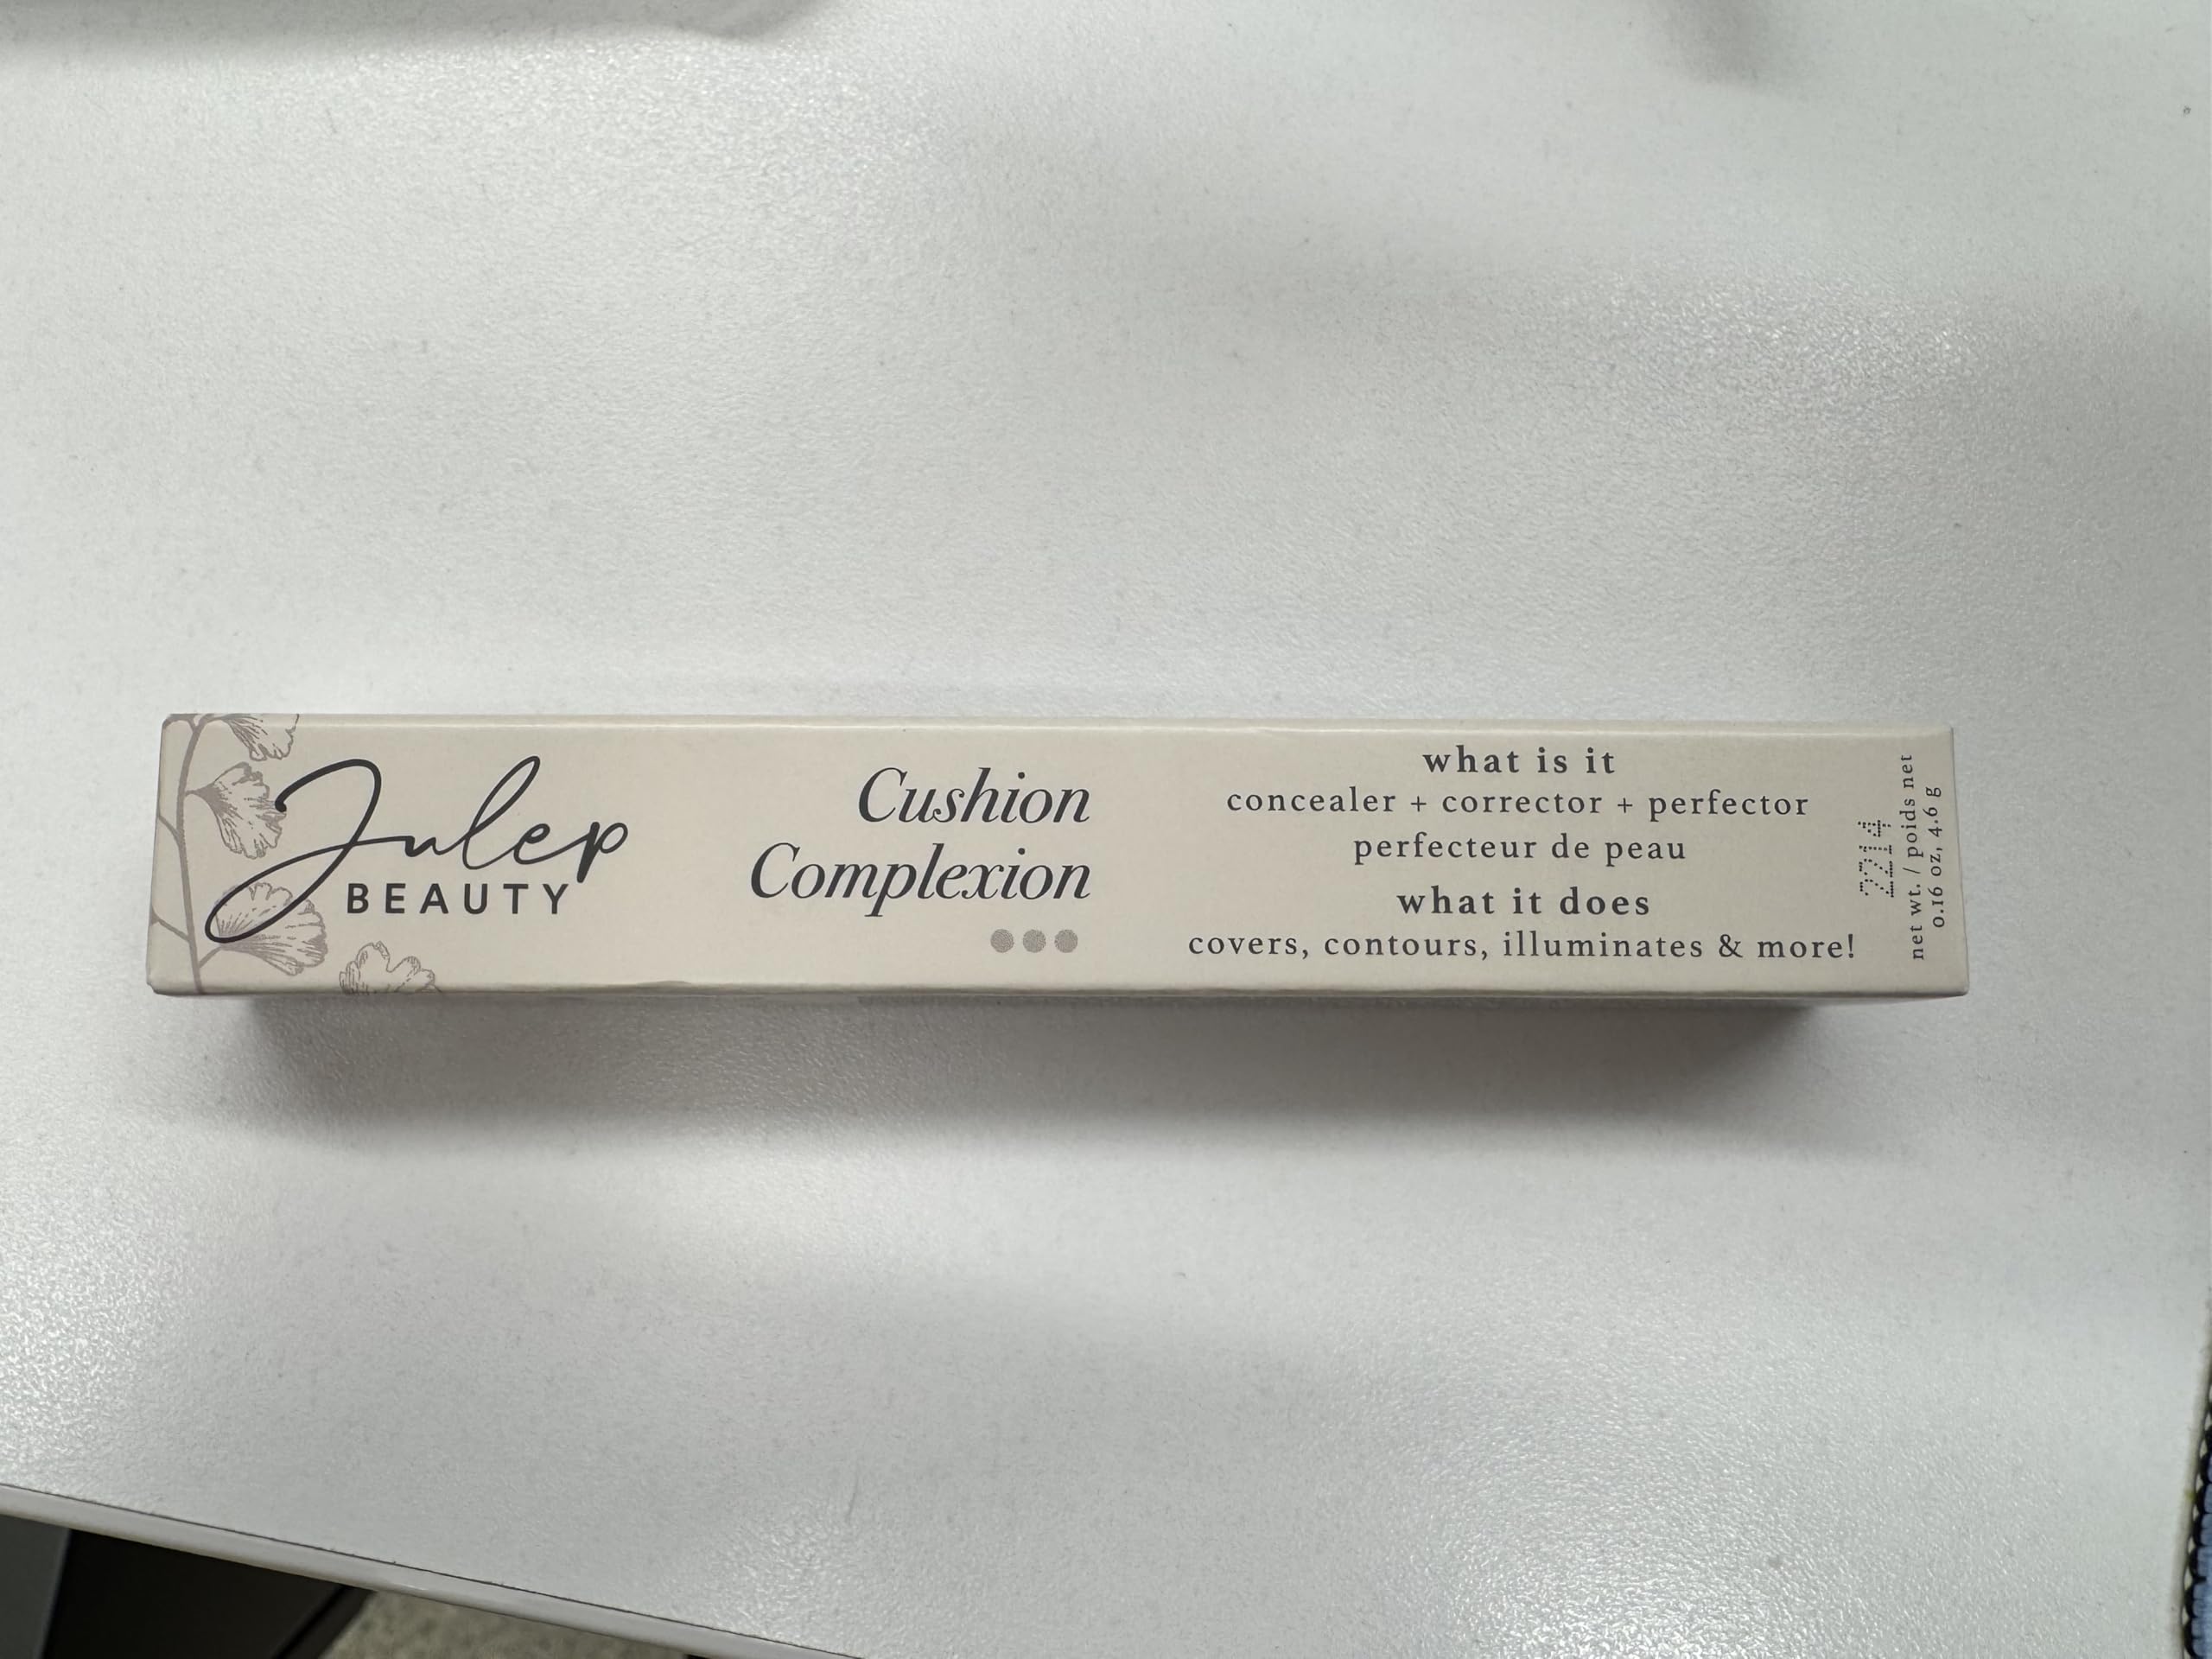 Julep
BEAUTY
Cushion
Complexion
what is it
concealer + corrector + perfector
perfecteur de peau
what it does
covers, contours, illuminates & more!
2214
net wt. / poids net
0.16 oz, 4.6 g